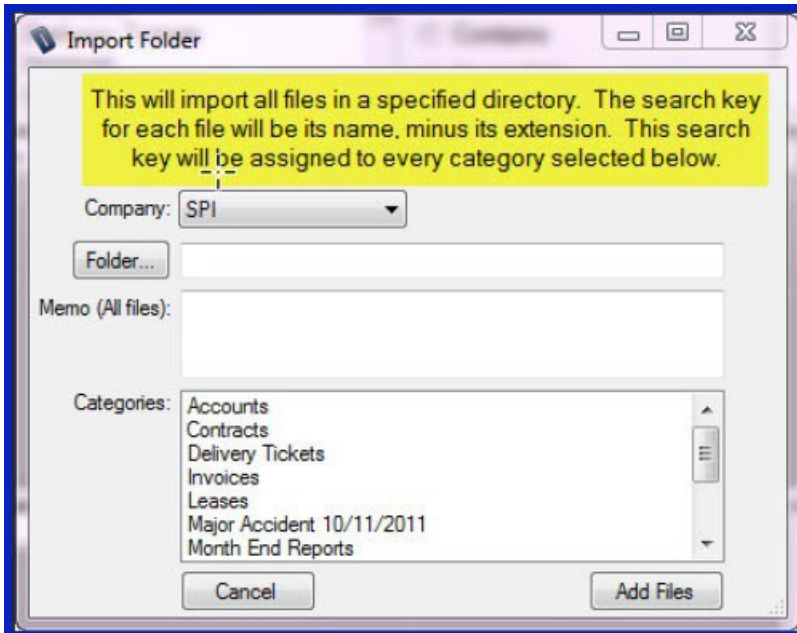 Import Folder
This will import all files in a specified directory. The search key
for each file will be its name, minus its extension. This search
key will be assigned to every category selected below.
Company: SPI
Folder...
Memo (All files):
Categories:
Accounts
Contracts
Delivery Tickets
Invoices
Leases
Major Accident 10/11/2011
Month End Reports
Cancel Add Files